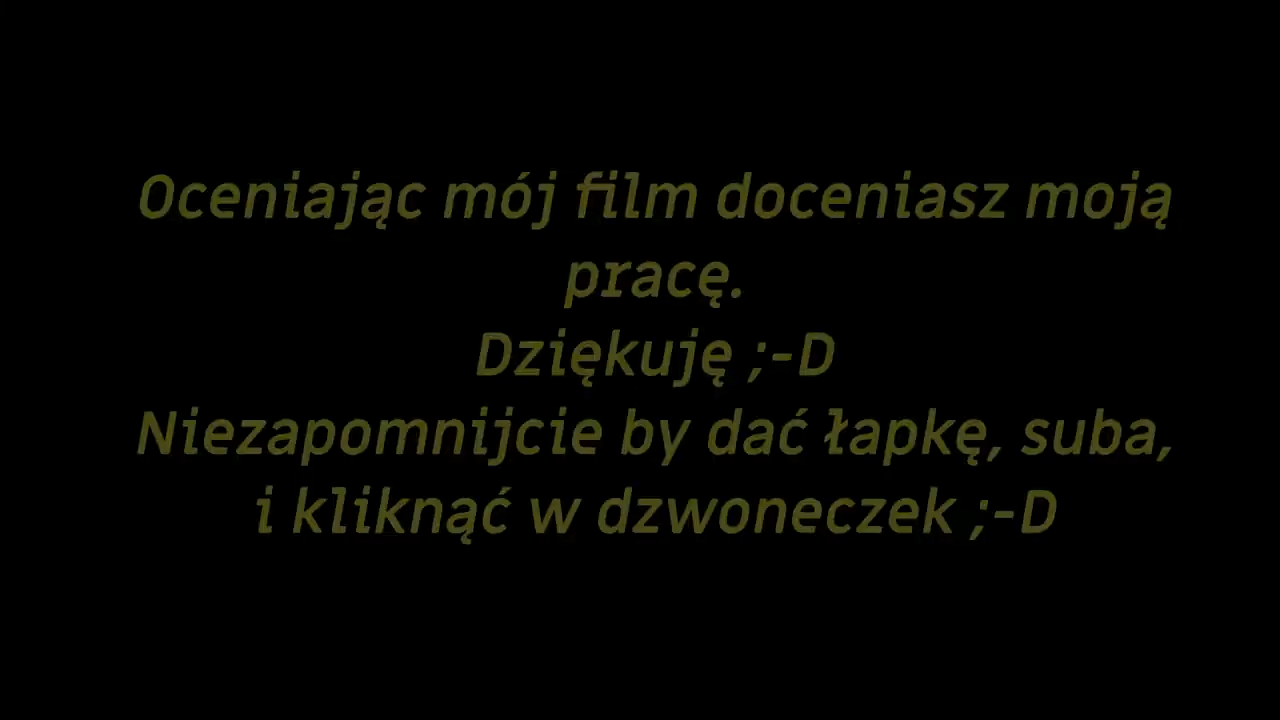 Oceniając mój film doceniasz moją
pracę.
Dziękuję ;-D
Niezapomnijcie by dać łapkę, suba,
i kliknąć w dzwoneczek ;-D